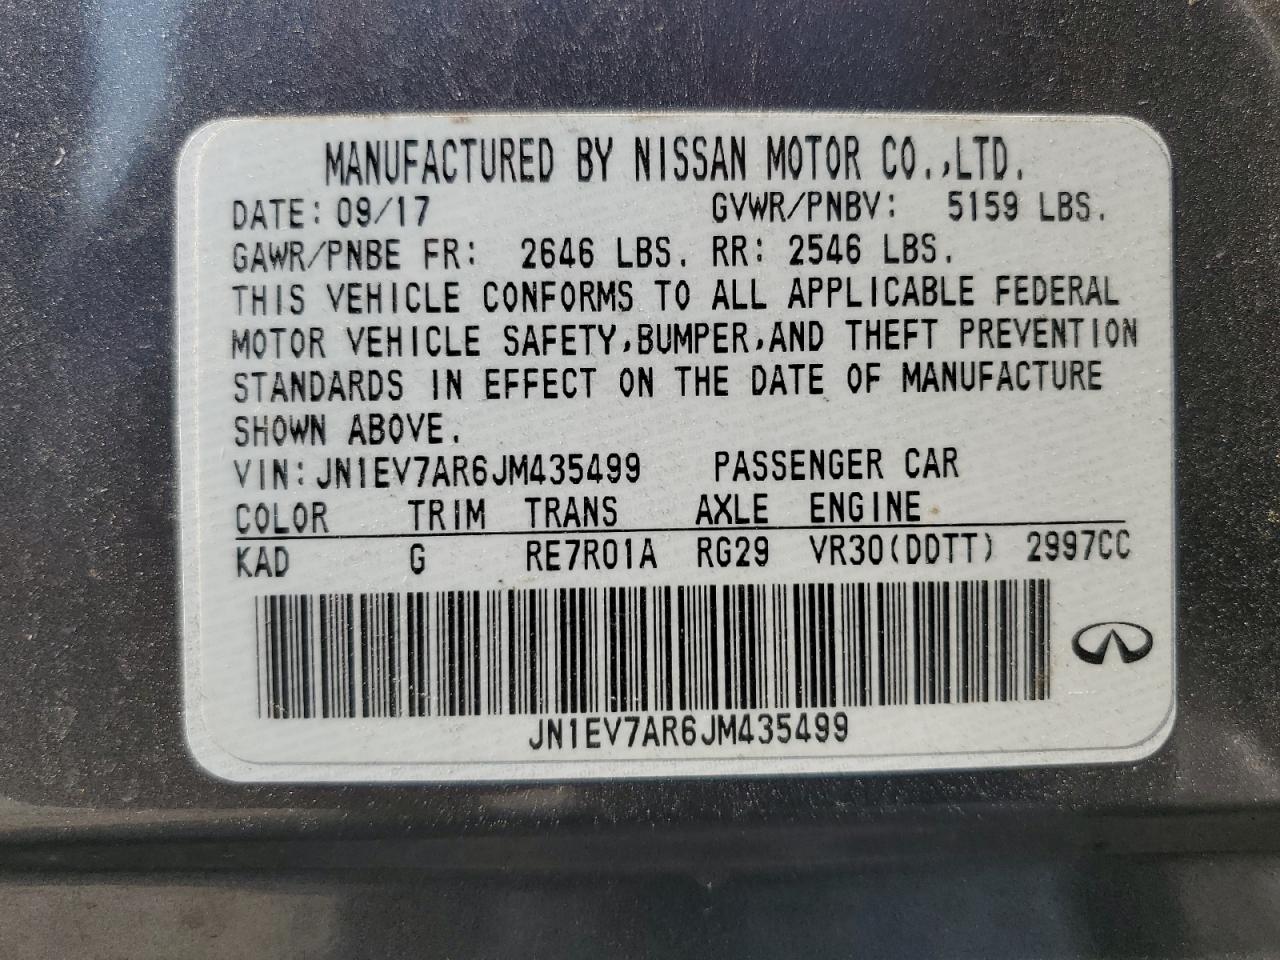 MANUFACTURED BY NISSAN MOTOR CO.,LTD.
DATE: 09/17 GVWR/PNBV: 5159 LBS.
GAWR/PNBE FR: 2646 LBS. RR: 2546 LBS.
THIS VEHICLE CONFORMS TO ALL APPLICABLE FEDERAL
MOTOR VEHICLE SAFETY,BUMPER,AND THEFT PREVENTION
STANDARDS IN EFFECT ON THE DATE OF MANUFACTURE
SHOWN ABOVE.
VIN:JN1EV7AR6JM435499 PASSENGER CAR
COLOR TRIM TRANS AXLE ENGINE
KAD G RE7R01A RG29 VR30(DDTT) 2997CC
JN1EV7AR6JM435499